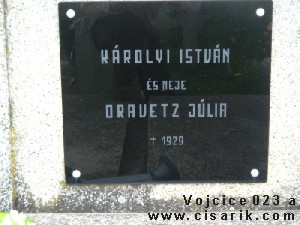 KÁROLYI ISTVÁN
ÉS NEJE
ORAVETZ JÚLIA
† 1929
Vojcice 023 a
www.cisarik.com